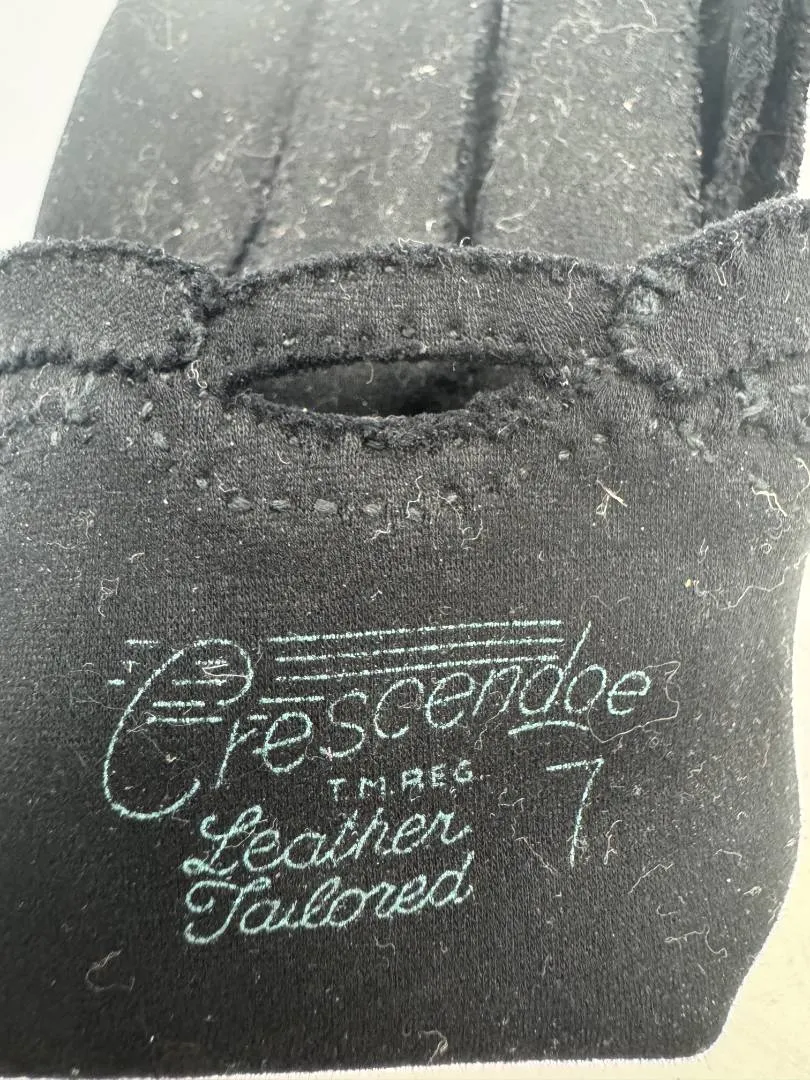 Crescendoe
T.M.REG.
7
Leather
Tailored